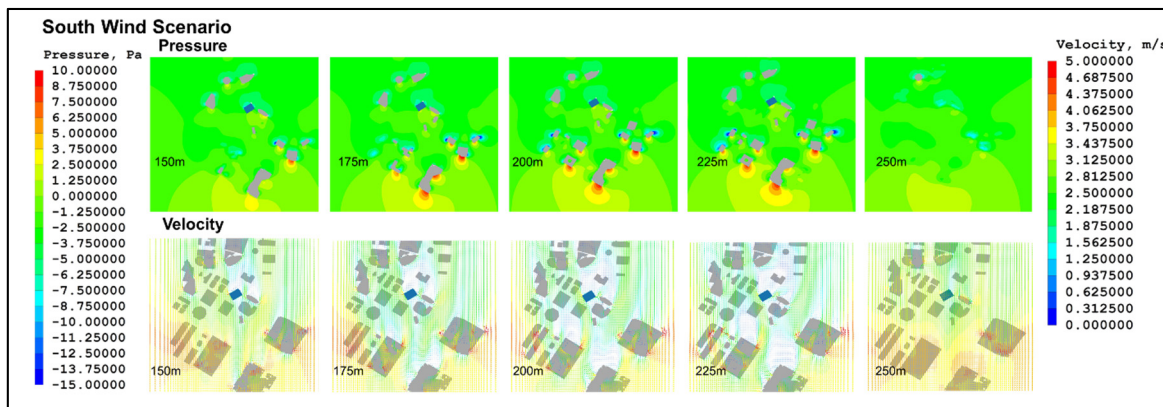 South Wind Scenario
Pressure, Pa
Pressure
10.00000
8.750000
7.500000
6.250000
5.000000
3.750000
2.500000
1.250000
0.000000
-1.250000
-2.500000
-3.750000
-5.000000
-6.250000
-7.500000
-8.750000
-10.00000
-11.25000
-12.50000
-13.75000
-15.00000
150m
175m
200m
225m
250m
Velocity
150m
175m
200m
225m
250m
Velocity, m/s
5.000000
4.687500
4.375000
4.062500
3.750000
3.437500
3.125000
2.812500
2.500000
2.187500
1.875000
1.562500
1.250000
0.937500
0.625000
0.312500
0.000000